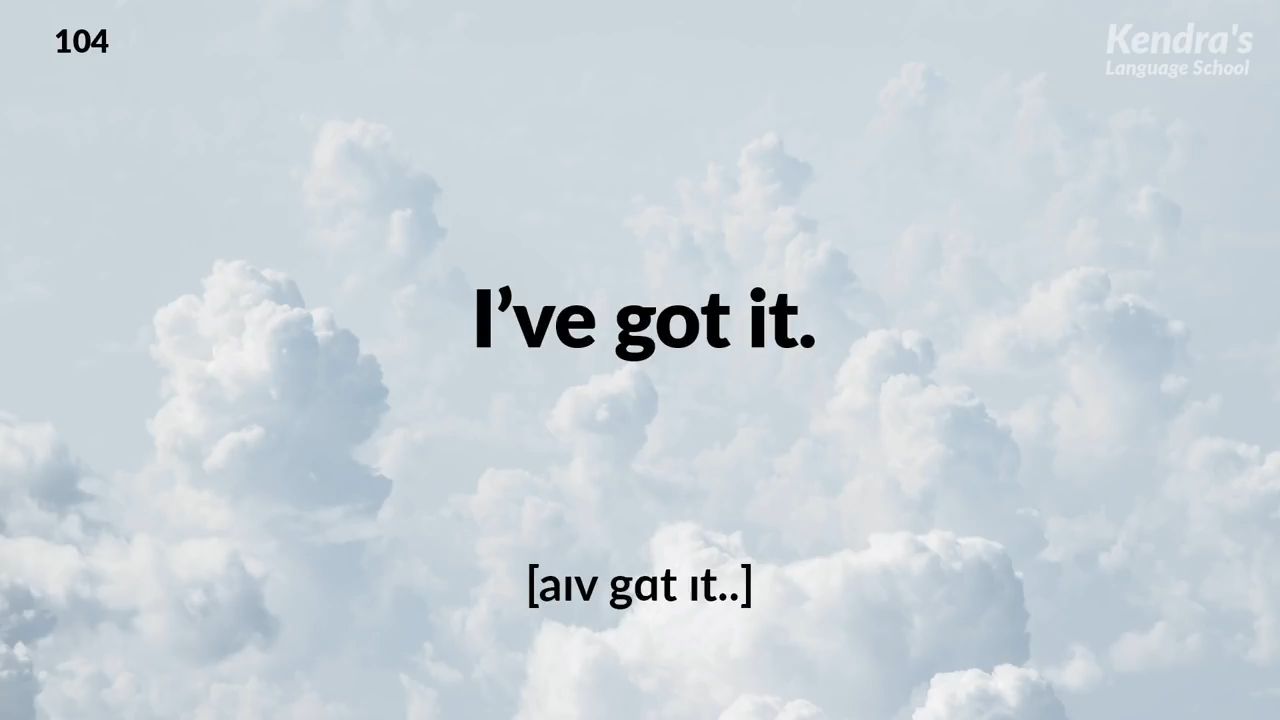 104
Kendra's
Language School
I’ve got it.
[aɪv gɑt ɪt..]